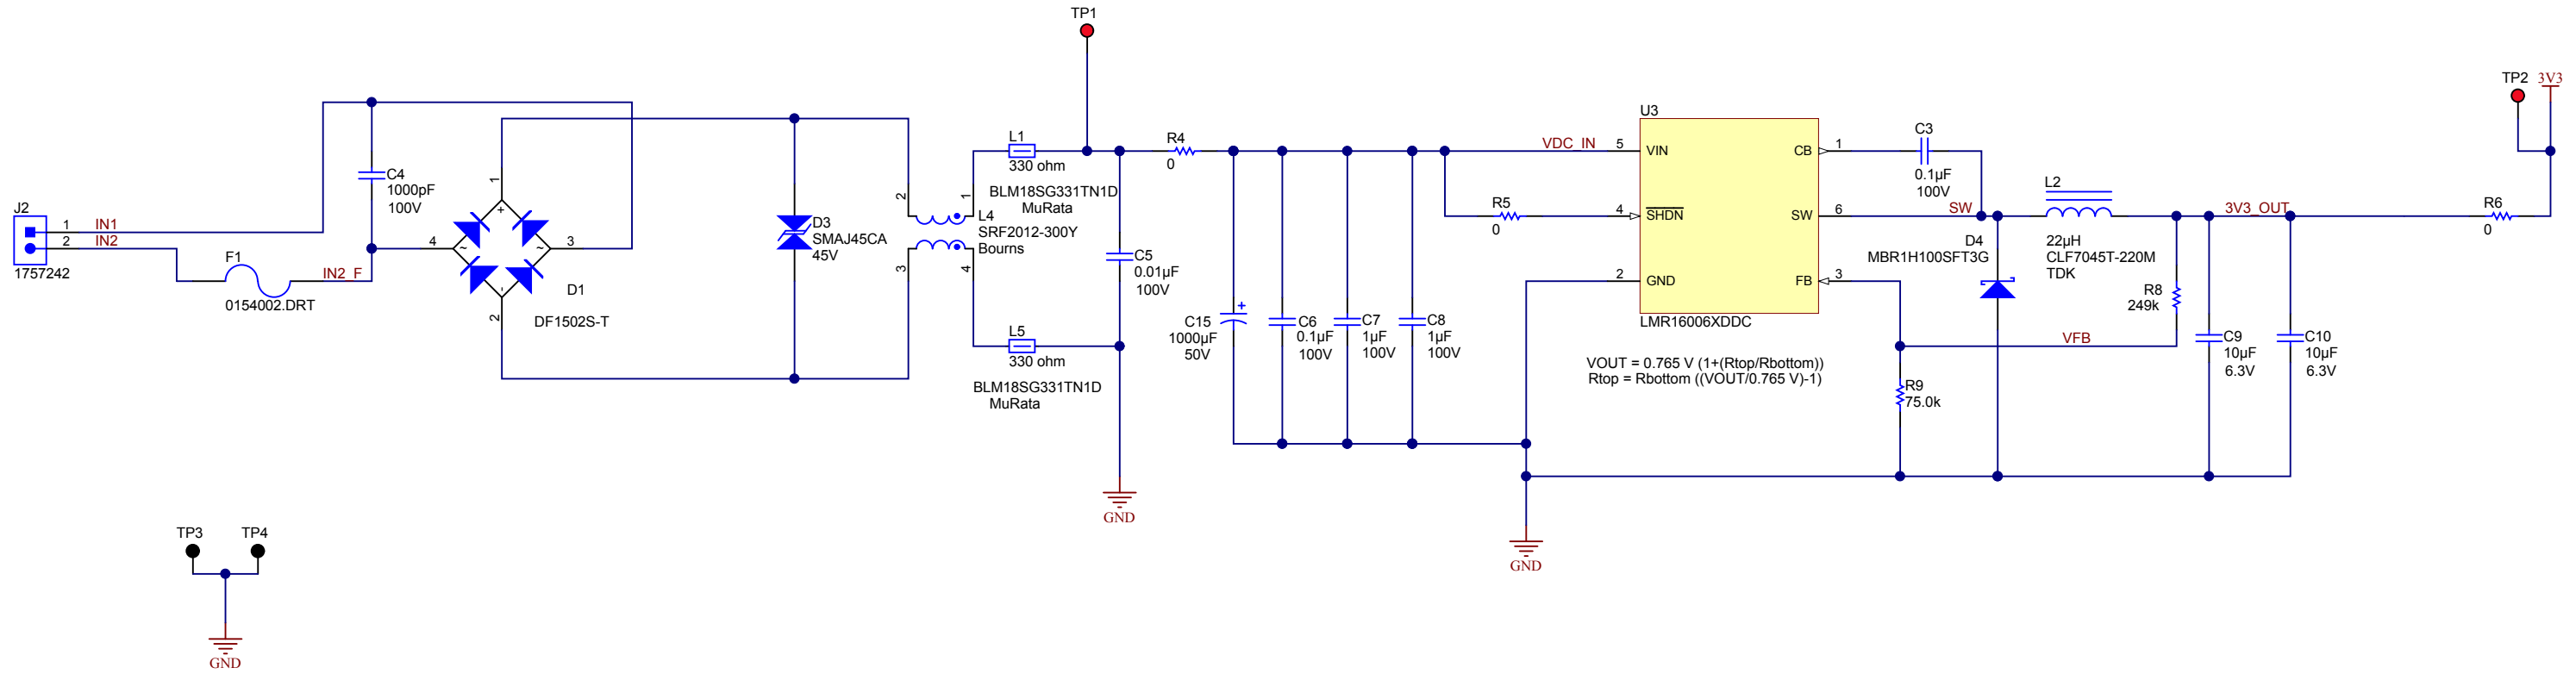 TP1
TP2 3V3
J2
1 IN1
2 IN2
1757242
F1
0154002.DRT
IN2_F
C4
1000pF
100V
1
4
3
2
+
~
~
-
D1
DF1502S-T
D3
SMAJ45CA
45V
2
1
3
4
L4
SRF2012-300Y
Bourns
L1
330 ohm
BLM18SG331TN1D
MuRata
L5
330 ohm
BLM18SG331TN1D
MuRata
C5
0.01µF
100V
GND
R4
0
C15
1000µF
50V
+
C6
0.1µF
100V
C7
1µF
100V
C8
1µF
100V
VDC_IN
R5
0
U3
5 VIN
4 SHDN
2 GND
CB 1
SW 6
FB 3
LMR16006XDDC
VOUT = 0.765 V (1+(Rtop/Rbottom))
Rtop = Rbottom ((VOUT/0.765 V)-1)
GND
C3
0.1µF
100V
SW
D4
MBR1H100SFT3G
L2
22µH
CLF7045T-220M
TDK
R8
249k
VFB
R9
75.0k
3V3_OUT
C9
10µF
6.3V
C10
10µF
6.3V
R6
0
TP3
TP4
GND